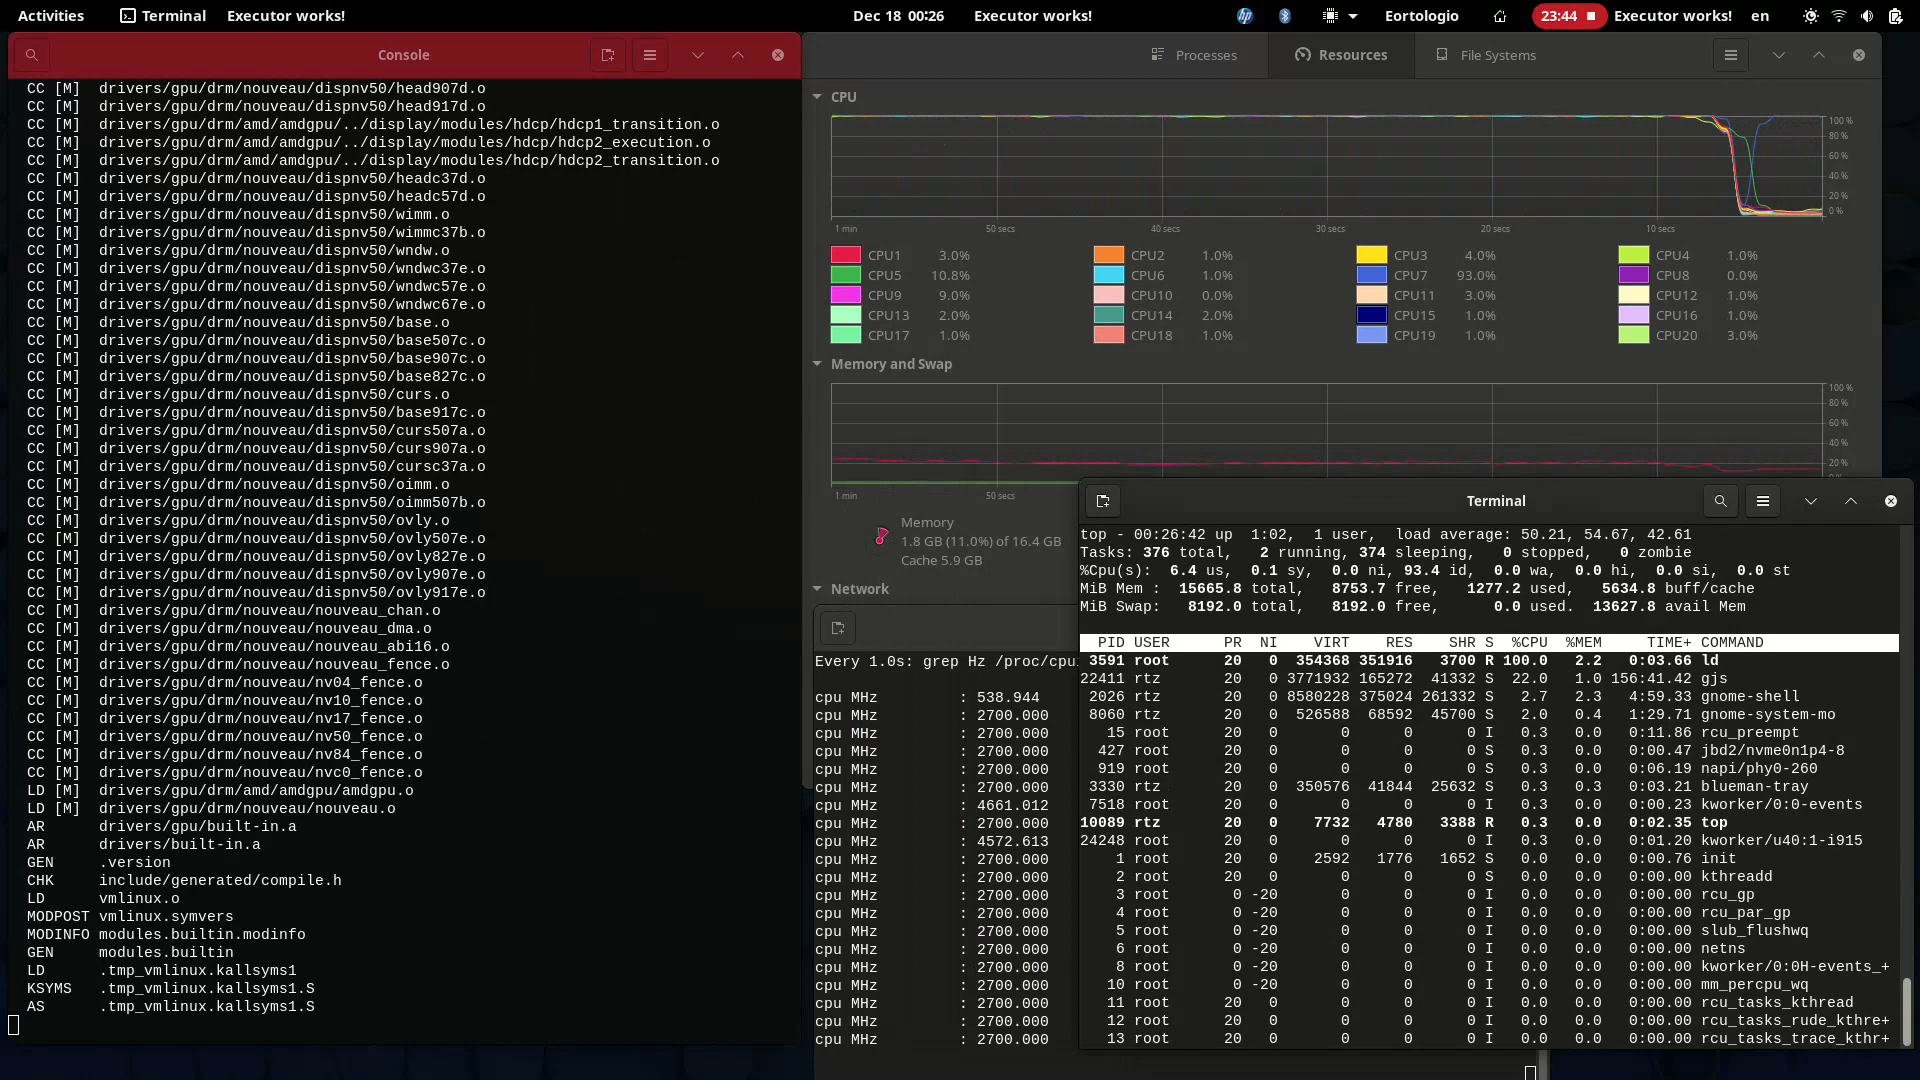 Activities
Terminal
Executor works!
Dec 18 00:26
Executor works!
Eortologio
23:44
Executor works!
en
Console
CC [M] drivers/gpu/drm/nouveau/dispnv50/head907d.o
CC [M] drivers/gpu/drm/nouveau/dispnv50/head917d.o
CC [M] drivers/gpu/drm/amd/amdgpu/../display/modules/hdcp/hdcp1_transition.o
CC [M] drivers/gpu/drm/amd/amdgpu/../display/modules/hdcp/hdcp2_execution.o
CC [M] drivers/gpu/drm/amd/amdgpu/../display/modules/hdcp/hdcp2_transition.o
CC [M] drivers/gpu/drm/nouveau/dispnv50/headc37d.o
CC [M] drivers/gpu/drm/nouveau/dispnv50/headc57d.o
CC [M] drivers/gpu/drm/nouveau/dispnv50/wimm.o
CC [M] drivers/gpu/drm/nouveau/dispnv50/wimmc37b.o
CC [M] drivers/gpu/drm/nouveau/dispnv50/wndw.o
CC [M] drivers/gpu/drm/nouveau/dispnv50/wndwc37e.o
CC [M] drivers/gpu/drm/nouveau/dispnv50/wndwc57e.o
CC [M] drivers/gpu/drm/nouveau/dispnv50/wndwc67e.o
CC [M] drivers/gpu/drm/nouveau/dispnv50/base.o
CC [M] drivers/gpu/drm/nouveau/dispnv50/base507c.o
CC [M] drivers/gpu/drm/nouveau/dispnv50/base907c.o
CC [M] drivers/gpu/drm/nouveau/dispnv50/base827c.o
CC [M] drivers/gpu/drm/nouveau/dispnv50/curs.o
CC [M] drivers/gpu/drm/nouveau/dispnv50/base917c.o
CC [M] drivers/gpu/drm/nouveau/dispnv50/curs507a.o
CC [M] drivers/gpu/drm/nouveau/dispnv50/curs907a.o
CC [M] drivers/gpu/drm/nouveau/dispnv50/cursc37a.o
CC [M] drivers/gpu/drm/nouveau/dispnv50/oimm.o
CC [M] drivers/gpu/drm/nouveau/dispnv50/oimm507b.o
CC [M] drivers/gpu/drm/nouveau/dispnv50/ovly.o
CC [M] drivers/gpu/drm/nouveau/dispnv50/ovly507e.o
CC [M] drivers/gpu/drm/nouveau/dispnv50/ovly827e.o
CC [M] drivers/gpu/drm/nouveau/dispnv50/ovly907e.o
CC [M] drivers/gpu/drm/nouveau/dispnv50/ovly917e.o
CC [M] drivers/gpu/drm/nouveau/nouveau_chan.o
CC [M] drivers/gpu/drm/nouveau/nouveau_dma.o
CC [M] drivers/gpu/drm/nouveau/nouveau_abi16.o
CC [M] drivers/gpu/drm/nouveau/nouveau_fence.o
CC [M] drivers/gpu/drm/nouveau/nv04_fence.o
CC [M] drivers/gpu/drm/nouveau/nv10_fence.o
CC [M] drivers/gpu/drm/nouveau/nv17_fence.o
CC [M] drivers/gpu/drm/nouveau/nv50_fence.o
CC [M] drivers/gpu/drm/nouveau/nv84_fence.o
CC [M] drivers/gpu/drm/nouveau/nvc0_fence.o
LD [M] drivers/gpu/drm/amd/amdgpu/amdgpu.o
LD [M] drivers/gpu/drm/nouveau/nouveau.o
AR drivers/gpu/built-in.a
AR drivers/built-in.a
GEN .version
CHK include/generated/compile.h
LD vmlinux.o
MODPOST vmlinux.symvers
MODINFO modules.builtin.modinfo
GEN modules.builtin
LD .tmp_vmlinux.kallsyms1
KSYMS .tmp_vmlinux.kallsyms1.S
AS .tmp_vmlinux.kallsyms1.S
Processes
Resources
File Systems
CPU
100 %
80 %
60 %
40 %
20 %
0 %
1 min 50 secs 40 secs 30 secs 20 secs 10 secs
CPU1 3.0% CPU2 1.0% CPU3 4.0% CPU4 1.0%
CPU5 10.8% CPU6 1.0% CPU7 93.0% CPU8 0.0%
CPU9 9.0% CPU10 0.0% CPU11 3.0% CPU12 1.0%
CPU13 2.0% CPU14 2.0% CPU15 1.0% CPU16 1.0%
CPU17 1.0% CPU18 1.0% CPU19 1.0% CPU20 3.0%
Memory and Swap
100 %
80 %
60 %
40 %
20 %
1 min 50 secs
Memory
1.8 GB (11.0%) of 16.4 GB
Cache 5.9 GB
Network
Every 1.0s: grep Hz /proc/cpu
cpu MHz : 538.944
cpu MHz : 2700.000
cpu MHz : 2700.000
cpu MHz : 2700.000
cpu MHz : 2700.000
cpu MHz : 2700.000
cpu MHz : 4661.012
cpu MHz : 2700.000
cpu MHz : 4572.613
cpu MHz : 2700.000
cpu MHz : 2700.000
cpu MHz : 2700.000
cpu MHz : 2700.000
cpu MHz : 2700.000
cpu MHz : 2700.000
cpu MHz : 2700.000
cpu MHz : 2700.000
cpu MHz : 2700.000
cpu MHz : 2700.000
cpu MHz : 2700.000
Terminal
top - 00:26:42 up 1:02, 1 user, load average: 50.21, 54.67, 42.61
Tasks: 376 total, 2 running, 374 sleeping, 0 stopped, 0 zombie
%Cpu(s): 6.4 us, 0.1 sy, 0.0 ni, 93.4 id, 0.0 wa, 0.0 hi, 0.0 si, 0.0 st
MiB Mem : 15665.8 total, 8753.7 free, 1277.2 used, 5634.8 buff/cache
MiB Swap: 8192.0 total, 8192.0 free, 0.0 used. 13627.8 avail Mem
PID USER PR NI VIRT RES SHR S %CPU %MEM TIME+ COMMAND
3591 root 20 0 354368 351916 3700 R 100.0 2.2 0:03.66 ld
22411 rtz 20 0 3771932 165272 41332 S 22.0 1.0 156:41.42 gjs
2026 rtz 20 0 8580228 375024 261332 S 2.7 2.3 4:59.33 gnome-shell
8060 rtz 20 0 526588 68592 45700 S 2.0 0.4 1:29.71 gnome-system-mo
15 root 20 0 0 0 0 I 0.3 0.0 0:11.86 rcu_preempt
427 root 20 0 0 0 0 S 0.3 0.0 0:00.47 jbd2/nvme0n1p4-8
919 root 20 0 0 0 0 S 0.3 0.0 0:06.19 napi/phy0-260
3330 rtz 20 0 350576 41844 25632 S 0.3 0.3 0:03.21 blueman-tray
7518 root 20 0 0 0 0 I 0.3 0.0 0:00.23 kworker/0:0-events
10089 rtz 20 0 7732 4780 3388 R 0.3 0.0 0:02.35 top
24248 root 20 0 0 0 0 I 0.3 0.0 0:01.20 kworker/u40:1-i915
1 root 20 0 2592 1776 1652 S 0.0 0.0 0:00.76 init
2 root 20 0 0 0 0 S 0.0 0.0 0:00.00 kthreadd
3 root 0 -20 0 0 0 I 0.0 0.0 0:00.00 rcu_gp
4 root 0 -20 0 0 0 I 0.0 0.0 0:00.00 rcu_par_gp
5 root 0 -20 0 0 0 I 0.0 0.0 0:00.00 slub_flushwq
6 root 0 -20 0 0 0 I 0.0 0.0 0:00.00 netns
8 root 0 -20 0 0 0 I 0.0 0.0 0:00.00 kworker/0:0H-events_+
10 root 0 -20 0 0 0 I 0.0 0.0 0:00.00 mm_percpu_wq
11 root 20 0 0 0 0 I 0.0 0.0 0:00.00 rcu_tasks_kthread
12 root 20 0 0 0 0 I 0.0 0.0 0:00.00 rcu_tasks_rude_kthre+
13 root 20 0 0 0 0 I 0.0 0.0 0:00.00 rcu_tasks_trace_kthr+